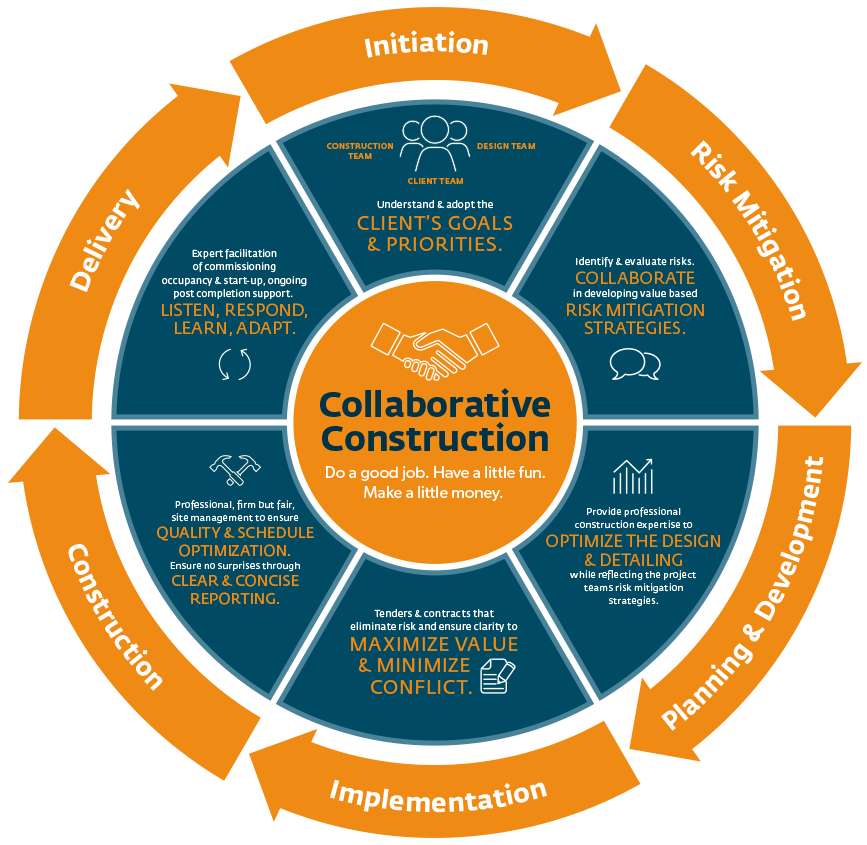 Initiation
CONSTRUCTION
TEAM
DESIGN TEAM
CLIENT TEAM
Understand & adopt the
CLIENT'S GOALS
& PRIORITIES.
Risk Mitigation
Identify & evaluate risks.
COLLABORATE
in developing value based
RISK MITIGATION
STRATEGIES.
Planning & Development
Provide professional
construction expertise to
OPTIMIZE THE DESIGN
& DETAILING
while reflecting the project
teams risk mitigation
strategies.
Implementation
Tenders & contracts that
eliminate risk and ensure clarity to
MAXIMIZE VALUE
& MINIMIZE
CONFLICT.
Construction
Professional, firm but fair,
site management to ensure
QUALITY & SCHEDULE
OPTIMIZATION.
Ensure no surprises through
CLEAR & CONCISE
REPORTING.
Delivery
Expert facilitation
of commissioning
occupancy & start-up, ongoing
post completion support.
LISTEN, RESPOND,
LEARN, ADAPT.
Collaborative
Construction
Do a good job. Have a little fun.
Make a little money.